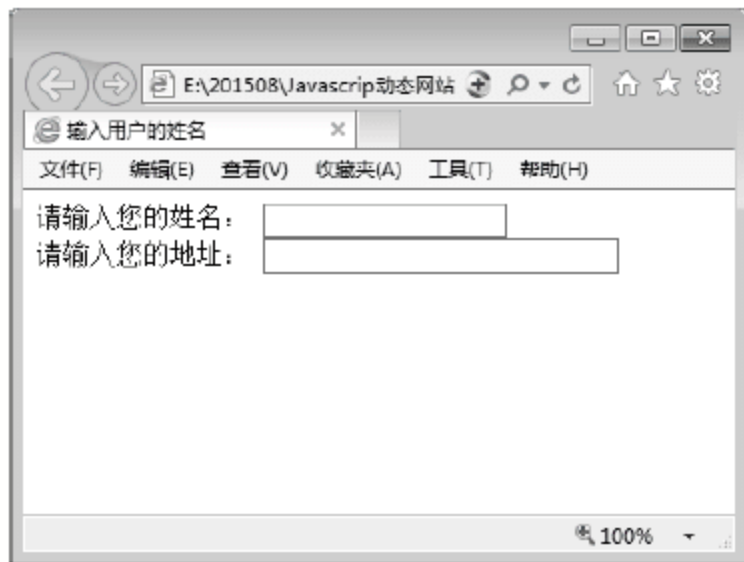 E:\201508\Javascrip动态网站
输入用户的姓名
文件(F) 编辑(E) 查看(V) 收藏夹(A) 工具(T) 帮助(H)
请输入您的姓名：
请输入您的地址：
100%